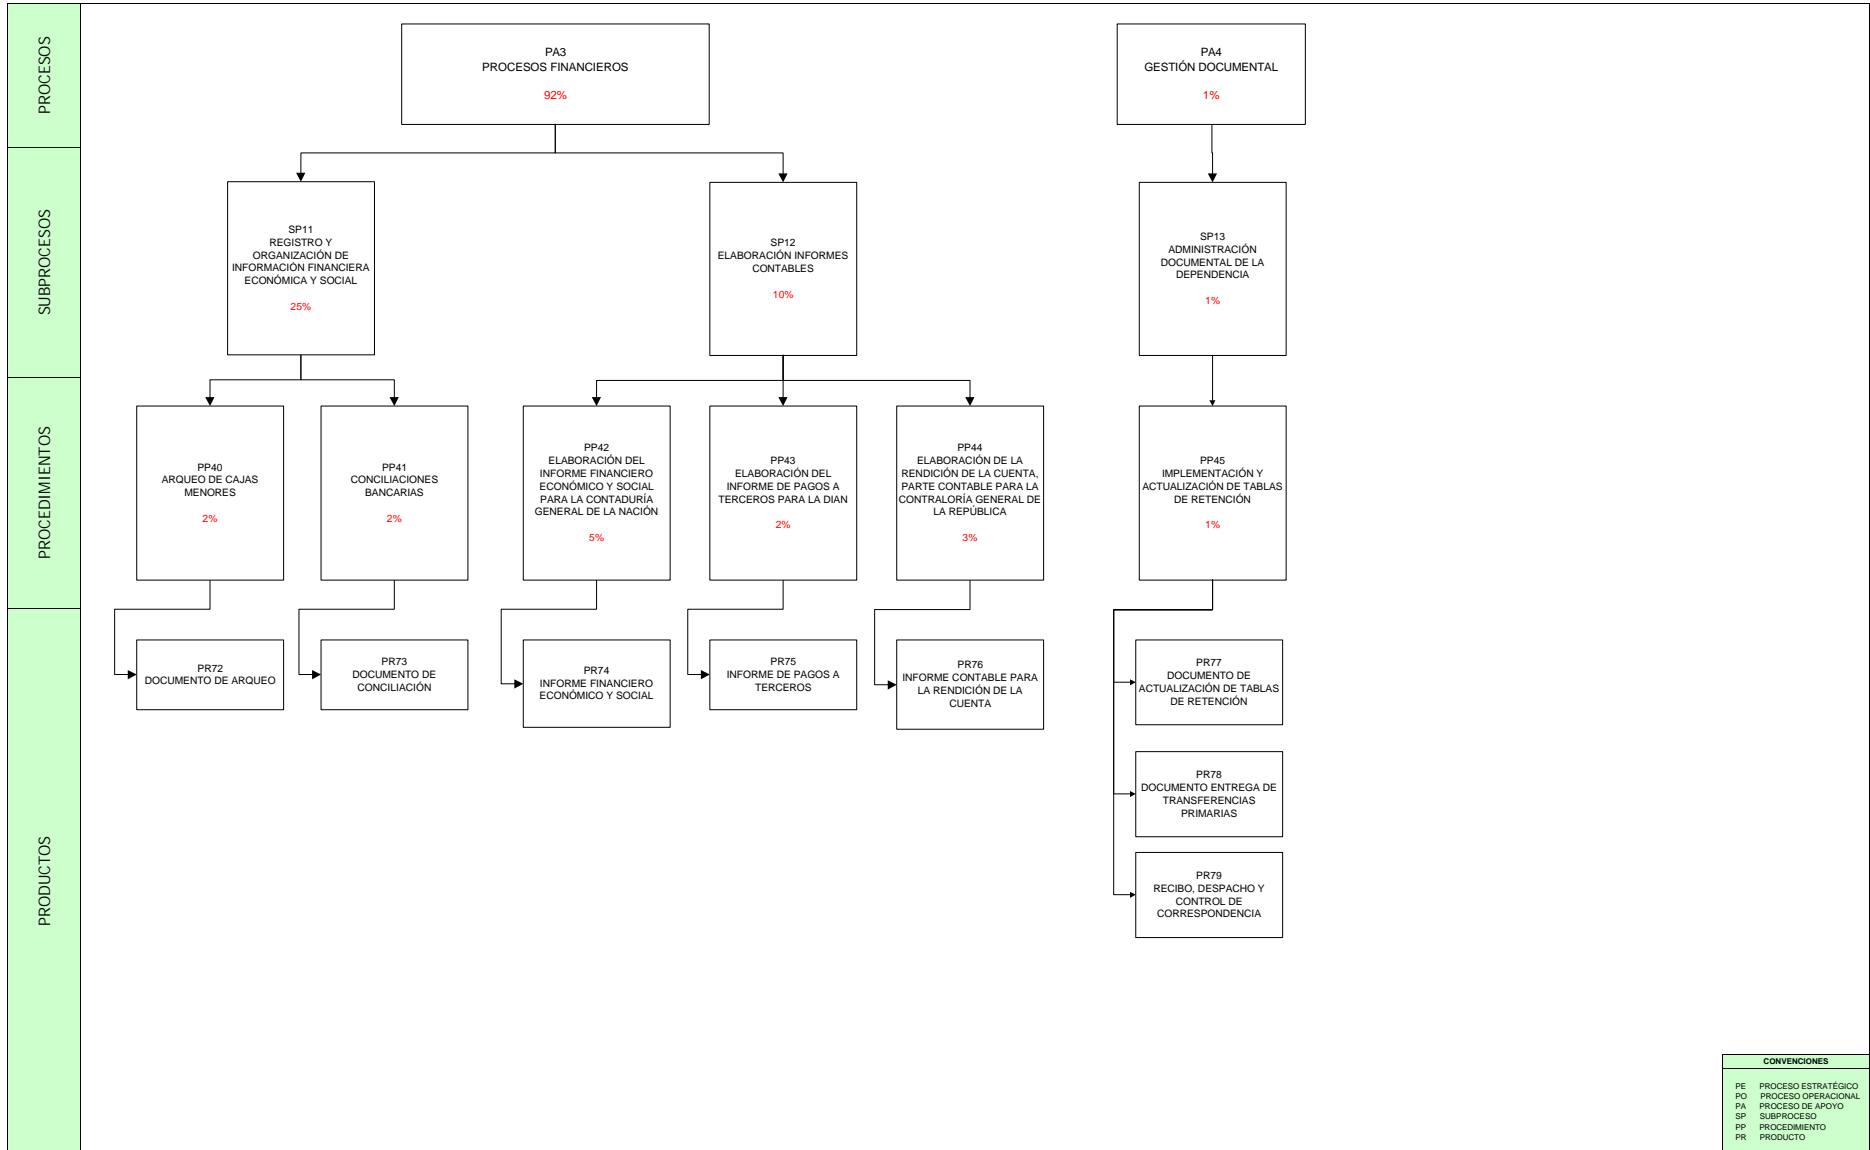 PROCESOS
PA3
PROCESOS FINANCIEROS
92%
PA4
GESTIÓN DOCUMENTAL
1%
SUBPROCESOS
SP11
REGISTRO Y
ORGANIZACIÓN DE
INFORMACIÓN FINANCIERA
ECONÓMICA Y SOCIAL
25%
SP12
ELABORACIÓN INFORMES
CONTABLES
10%
SP13
ADMINISTRACIÓN
DOCUMENTAL DE LA
DEPENDENCIA
1%
PROCEDIMIENTOS
PP40
ARQUEO DE CAJAS
MENORES
2%
PP41
CONCILIACIONES
BANCARIAS
2%
PP42
ELABORACIÓN DEL
INFORME FINANCIERO
ECONÓMICO Y SOCIAL
PARA LA CONTADURÍA
GENERAL DE LA NACIÓN
5%
PP43
ELABORACIÓN DEL
INFORME DE PAGOS A
TERCEROS PARA LA DIAN
2%
PP44
ELABORACIÓN DE LA
RENDICIÓN DE LA CUENTA,
PARTE CONTABLE PARA LA
CONTRALORÍA GENERAL DE
LA REPÚBLICA
3%
PP45
IMPLEMENTACIÓN Y
ACTUALIZACIÓN DE TABLAS
DE RETENCIÓN
1%
PRODUCTOS
PR72
DOCUMENTO DE ARQUEO
PR73
DOCUMENTO DE
CONCILIACIÓN
PR74
INFORME FINANCIERO
ECONÓMICO Y SOCIAL
PR75
INFORME DE PAGOS A
TERCEROS
PR76
INFORME CONTABLE PARA
LA RENDICIÓN DE LA
CUENTA
PR77
DOCUMENTO DE
ACTUALIZACIÓN DE TABLAS
DE RETENCIÓN
PR78
DOCUMENTO ENTREGA DE
TRANSFERENCIAS
PRIMARIAS
PR79
RECIBO, DESPACHO Y
CONTROL DE
CORRESPONDENCIA
CONVENCIONES
PE PROCESO ESTRATÉGICO
PO PROCESO OPERACIONAL
PA PROCESO DE APOYO
SP SUBPROCESO
PP PROCEDIMIENTO
PR PRODUCTO